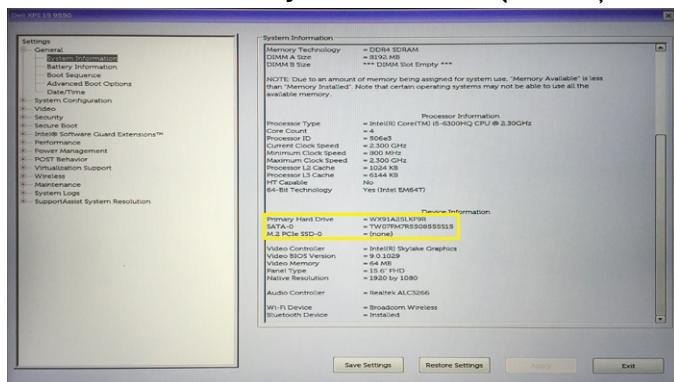 Dell XPS 15 9550
Settings
General
System Information
Battery Information
Boot Sequence
Advanced Boot Options
Date/Time
System Configuration
Video
Security
Secure Boot
Intel® Software Guard Extensions™
Performance
Power Management
POST Behavior
Virtualization Support
Wireless
Maintenance
System Logs
SupportAssist System Resolution
System Information
Memory Technology = DDR4 SDRAM
DIMM A Size = 8192 MB
DIMM B Size *** DIMM Slot Empty ***
NOTE: Due to an amount of memory being assigned for system use, "Memory Available" is less
than "Memory Installed". Note that certain operating systems may not be able to use all the
available memory.
Processor Information
Processor Type = Intel(R) Core(TM) i5-6300HQ CPU @ 2.30GHz
Core Count = 4
Processor ID = 506e3
Current Clock Speed = 2.300 GHz
Minimum Clock Speed = 800 MHz
Maximum Clock Speed = 2.300 GHz
Processor L2 Cache = 1024 KB
Processor L3 Cache = 6144 KB
HT Capable No
64-Bit Technology Yes (Intel EM64T)
Device Information
Primary Hard Drive
SATA-0
M.2 PCIe SSD-0 = (none)
Video Controller = Intel(R) Skylake Graphics
Video BIOS Version = 9.0.1029
Video Memory = 64 MB
Panel Type = 15.6" FHD
Native Resolution = 1920 by 1080
Audio Controller = Realtek ALC3266
Wi-Fi Device = Broadcom Wireless
Bluetooth Device = Installed
Save Settings
Restore Settings
Apply
Exit